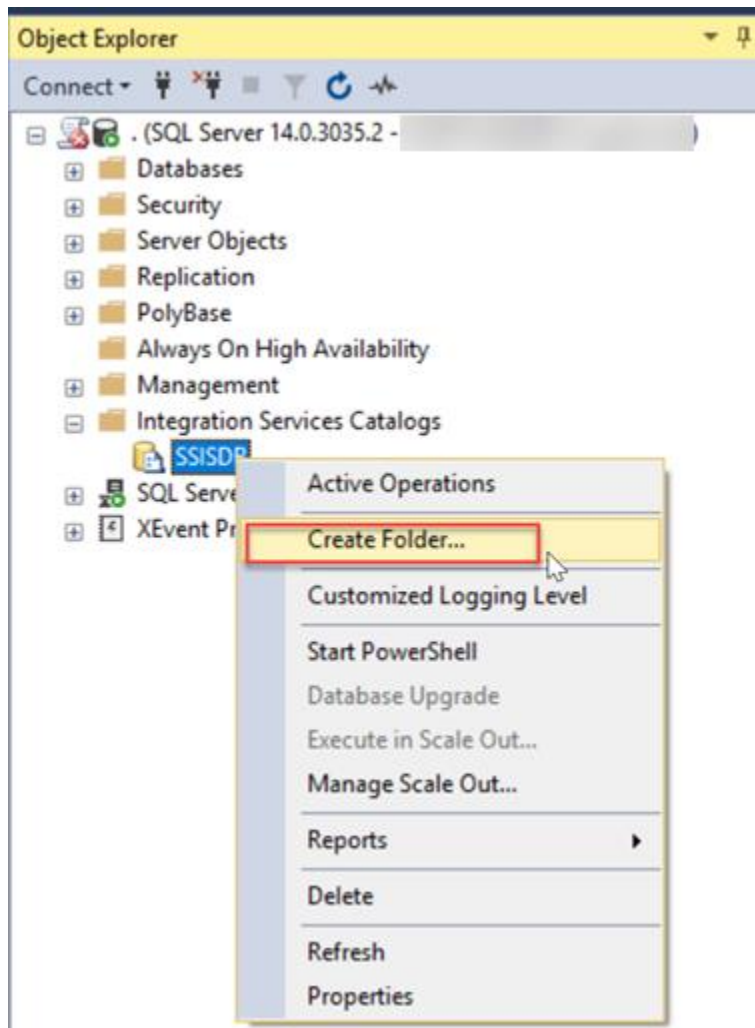 Object Explorer
Connect
. (SQL Server 14.0.3035.2 - )
Databases
Security
Server Objects
Replication
PolyBase
Always On High Availability
Management
Integration Services Catalogs
SSISDB
SQL Serve
XEvent Pr
Active Operations
Create Folder...
Customized Logging Level
Start PowerShell
Database Upgrade
Execute in Scale Out...
Manage Scale Out...
Reports
Delete
Refresh
Properties